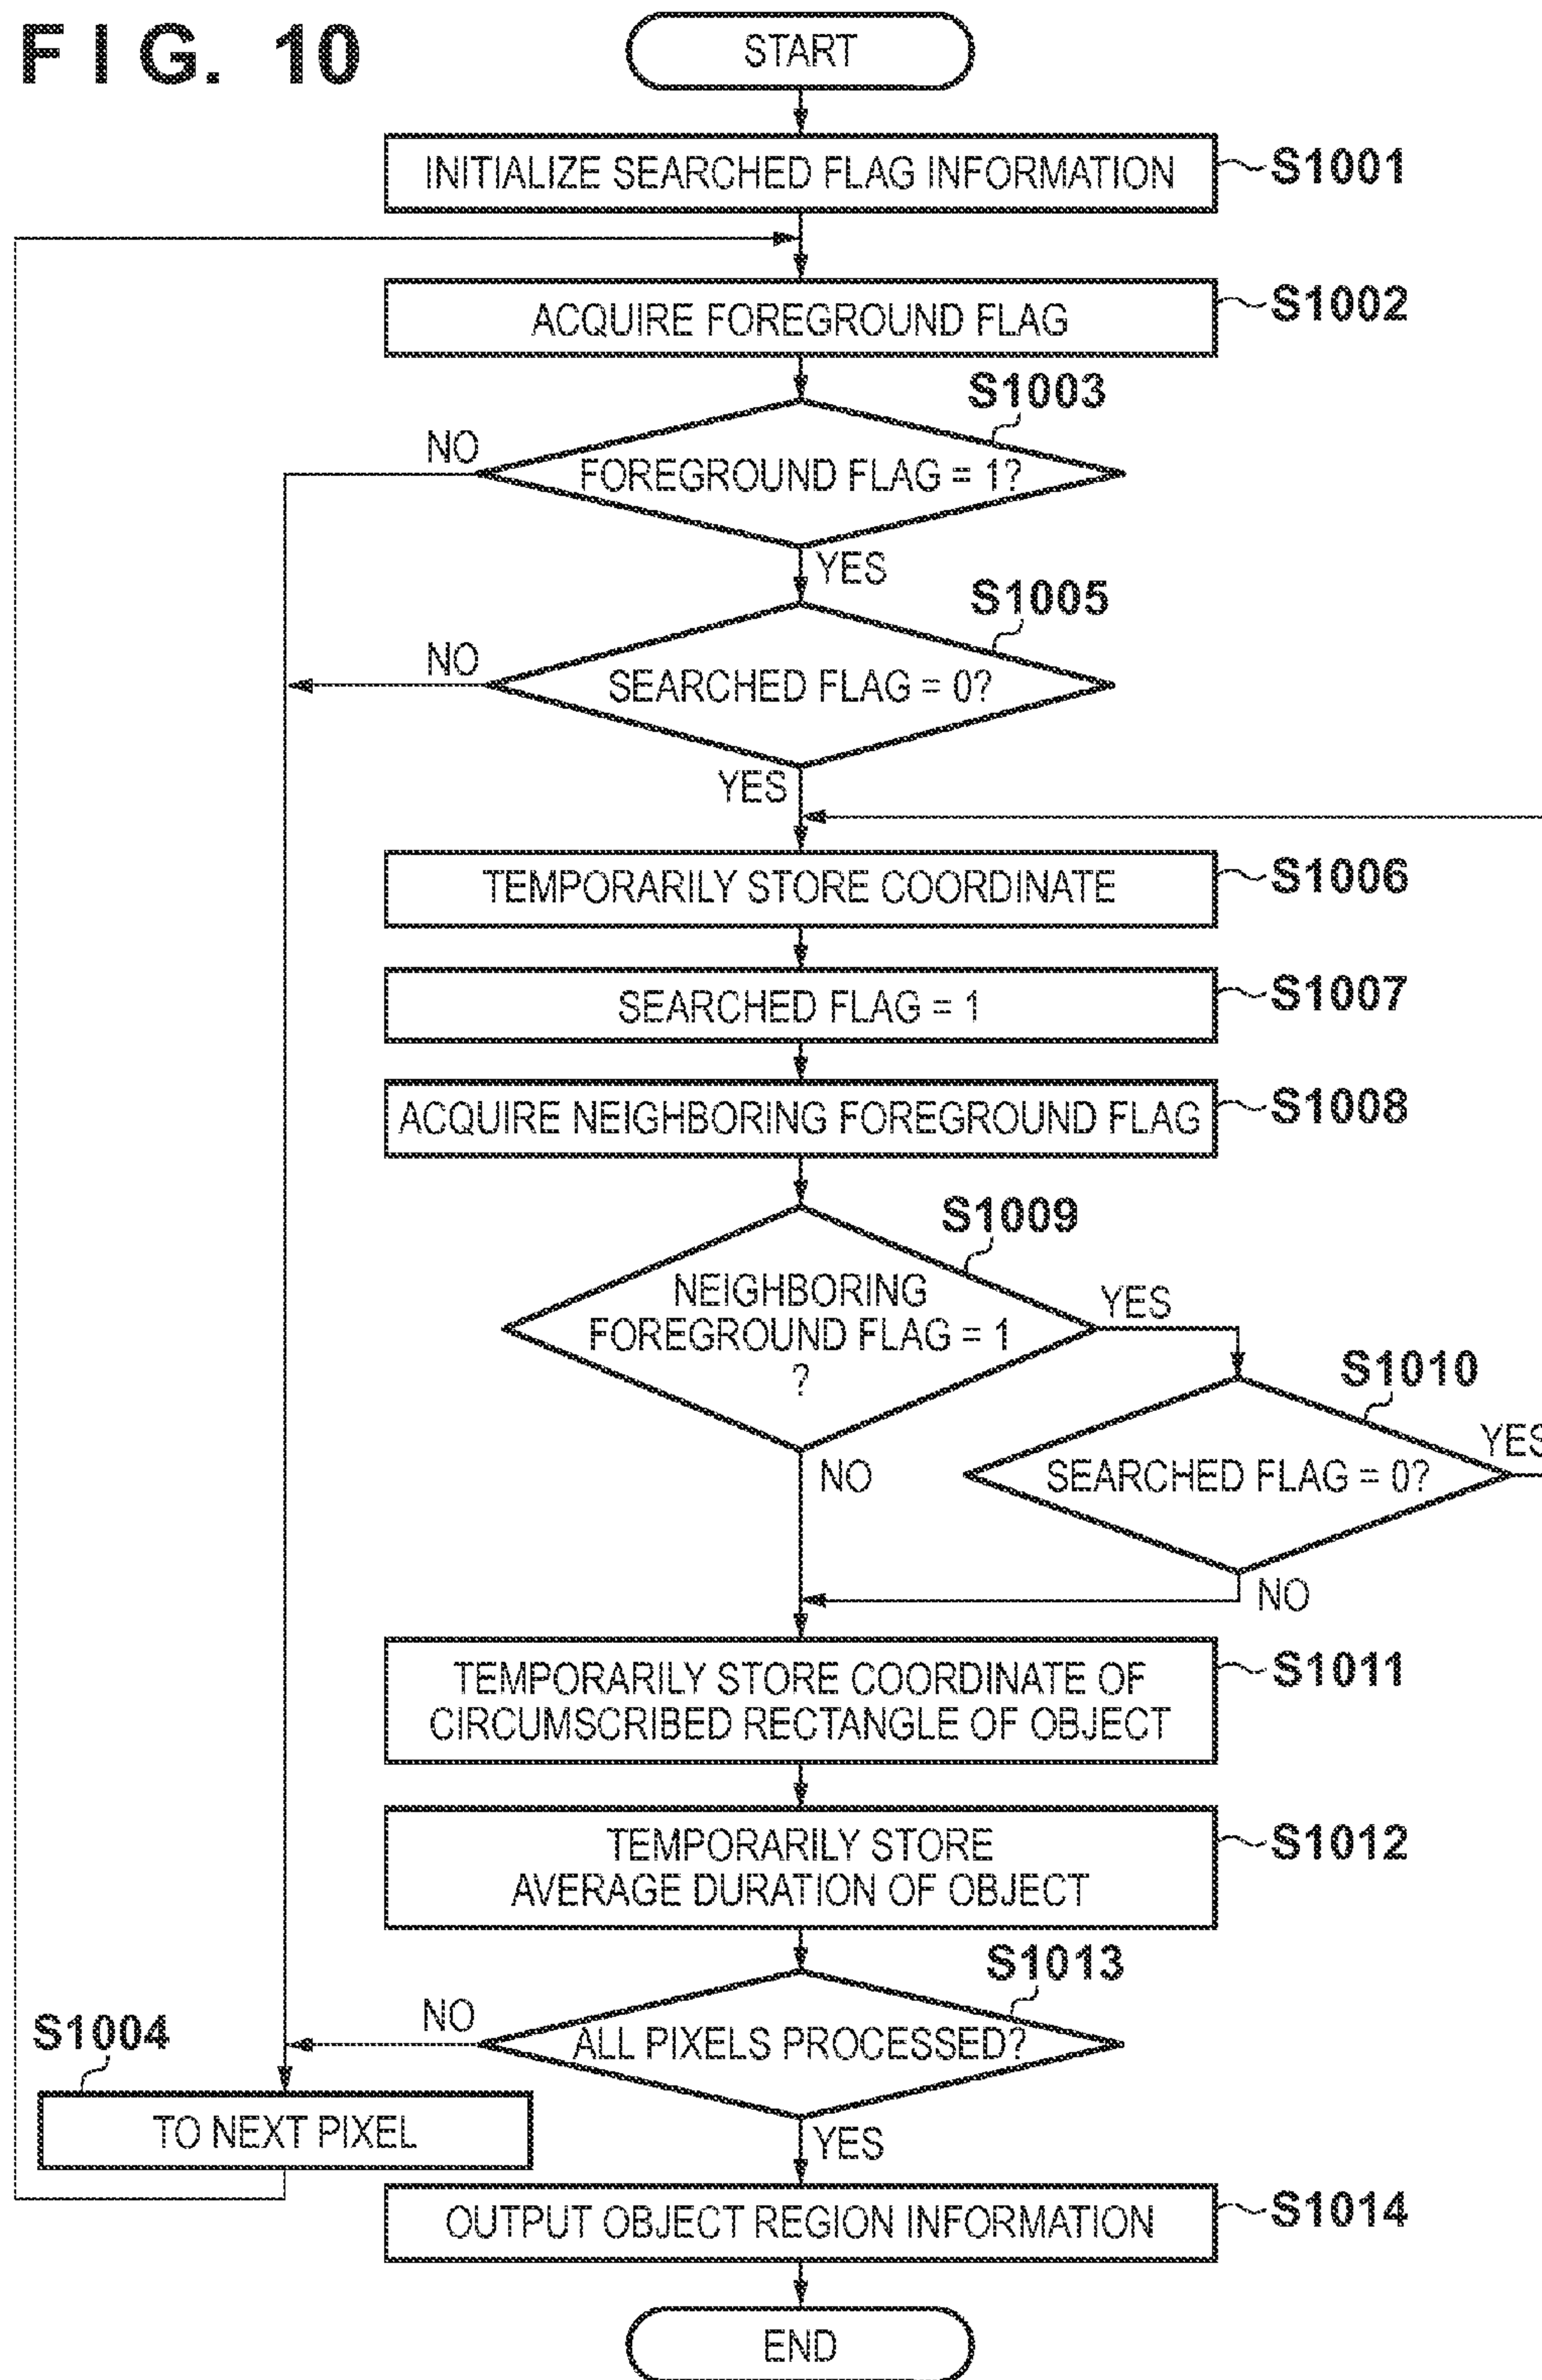 FIG. 10
START
INITIALIZE SEARCHED FLAG INFORMATION
S1001
ACQUIRE FOREGROUND FLAG
S1002
S1003
NO
FOREGROUND FLAG = 1?
YES
S1005
NO
SEARCHED FLAG = 0?
YES
TEMPORARILY STORE COORDINATE
S1006
SEARCHED FLAG = 1
S1007
ACQUIRE NEIGHBORING FOREGROUND FLAG
S1008
S1009
NEIGHBORING
FOREGROUND FLAG = 1
?
YES
NO
S1010
SEARCHED FLAG = 0?
YES
NO
TEMPORARILY STORE COORDINATE OF
CIRCUMSCRIBED RECTANGLE OF OBJECT
S1011
TEMPORARILY STORE
AVERAGE DURATION OF OBJECT
S1012
S1013
NO
ALL PIXELS PROCESSED?
YES
S1004
TO NEXT PIXEL
OUTPUT OBJECT REGION INFORMATION
S1014
END